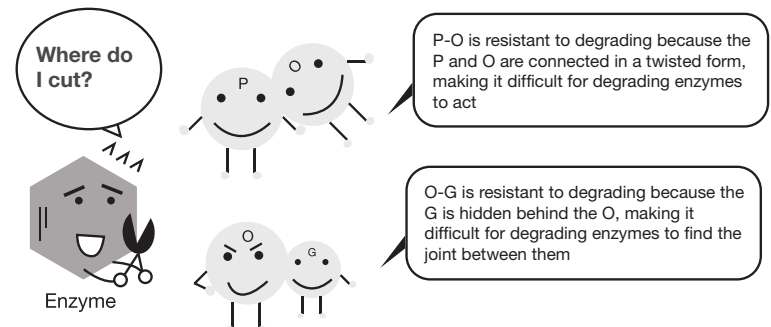 Where do
I cut?
P
O
P-O is resistant to degrading because the
P and O are connected in a twisted form,
making it difficult for degrading enzymes
to act
Enzyme
O
G
O-G is resistant to degrading because the
G is hidden behind the O, making it
difficult for degrading enzymes to find the
joint between them